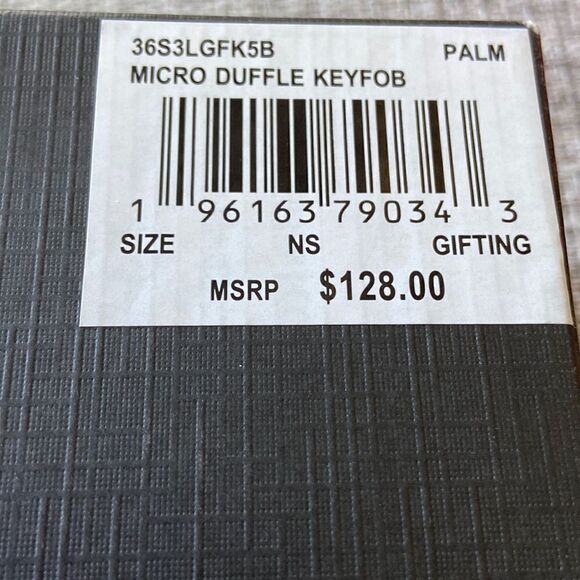 36S3LGFK5B PALM
MICRO DUFFLE KEYFOB
1 96163 79034 3
SIZE NS GIFTING
MSRP $128.00